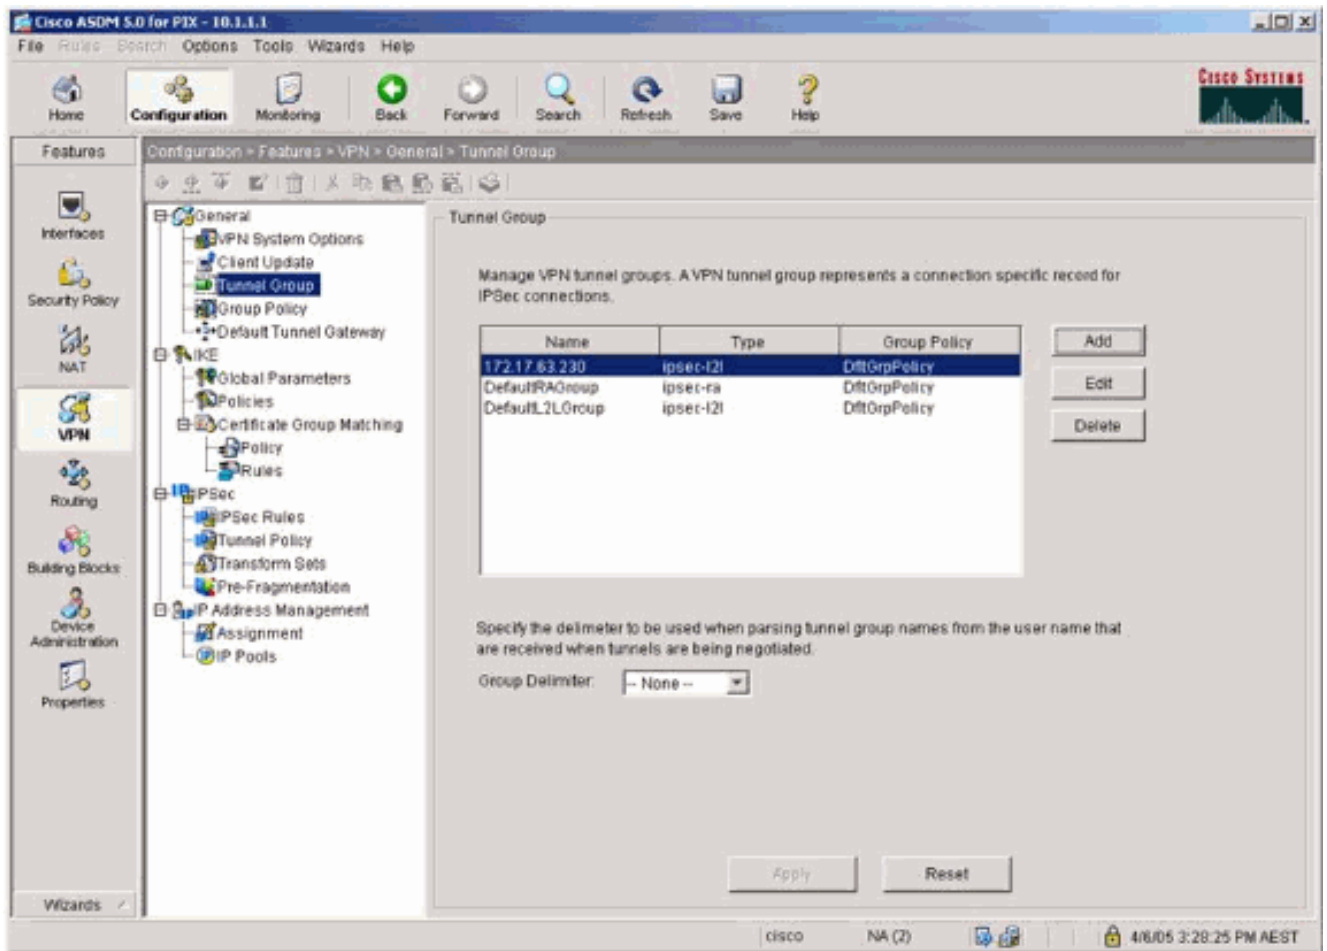 Cisco ASDM 5.0 for PIX - 10.1.1.1
File Rules Search Options Tools Wizards Help
Home Configuration Monitoring Back Forward Search Refresh Save Help
CISCO SYSTEMS
Features
Configuration > Features > VPN > General > Tunnel Group
Interfaces
Security Policy
NAT
VPN
Routing
Building Blocks
Device
Administration
Properties
Wizards
General
VPN System Options
Client Update
Tunnel Group
Group Policy
Default Tunnel Gateway
IKE
Global Parameters
Policies
Certificate Group Matching
Policy
Rules
IPSec
IPSec Rules
Tunnel Policy
Transform Sets
Pre-Fragmentation
IP Address Management
Assignment
IP Pools
Tunnel Group
Manage VPN tunnel groups. A VPN tunnel group represents a connection specific record for
IPSec connections.
Name Type Group Policy
172.17.63.230 ipsec-l2l DfltGrpPolicy
DefaultRAGroup ipsec-ra DfltGrpPolicy
DefaultL2LGroup ipsec-l2l DfltGrpPolicy
Add
Edit
Delete
Specify the delimeter to be used when parsing tunnel group names from the user name that
are received when tunnels are being negotiated.
Group Delimiter: -- None --
Apply Reset
cisco NA (2) 4/6/05 3:28:25 PM AEST